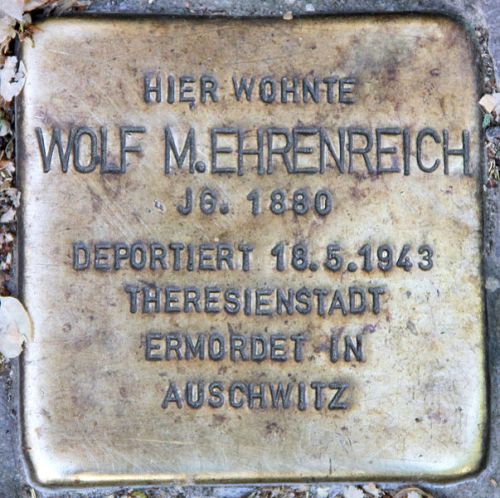 HIER WOHNTE
WOLF M. EHRENREICH
JG. 1880
DEPORTIERT 18.5.1943
THERESIENSTADT
ERMORDET IN
AUSCHWITZ